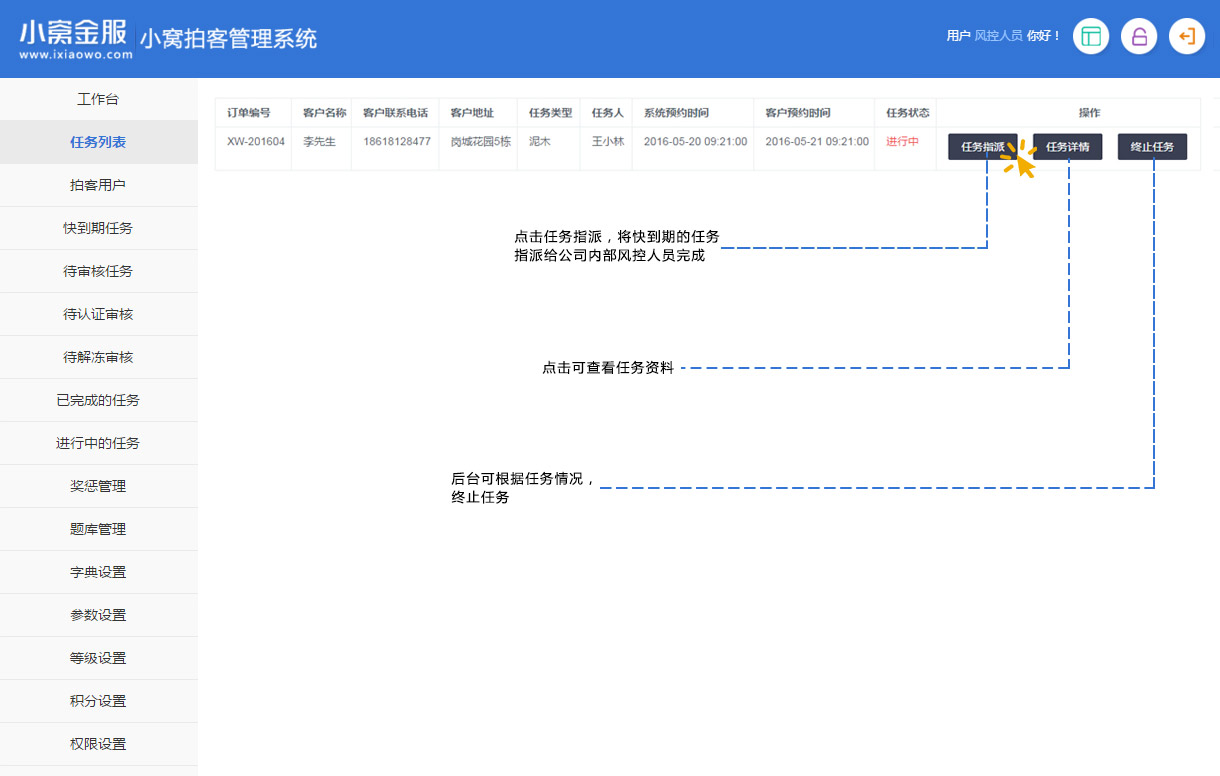 小窝金服
www.ixiaowo.com
小窝拍客管理系统
用户 风控人员 你好！
工作台
任务列表
拍客用户
快到期任务
待审核任务
待认证审核
待解冻审核
已完成的任务
进行中的任务
奖惩管理
题库管理
字典设置
参数设置
等级设置
积分设置
权限设置
订单编号 客户名称 客户联系电话 客户地址 任务类型 任务人 系统预约时间 客户预约时间 任务状态 操作
XW-201604 李先生 18618128477 岗城花园5栋 泥木 王小林 2016-05-20 09:21:00 2016-05-21 09:21:00 进行中 任务指派 任务详情 终止任务
点击任务指派，将快到期的任务
指派给公司内部风控人员完成
点击可查看任务资料
后台可根据任务情况，
终止任务